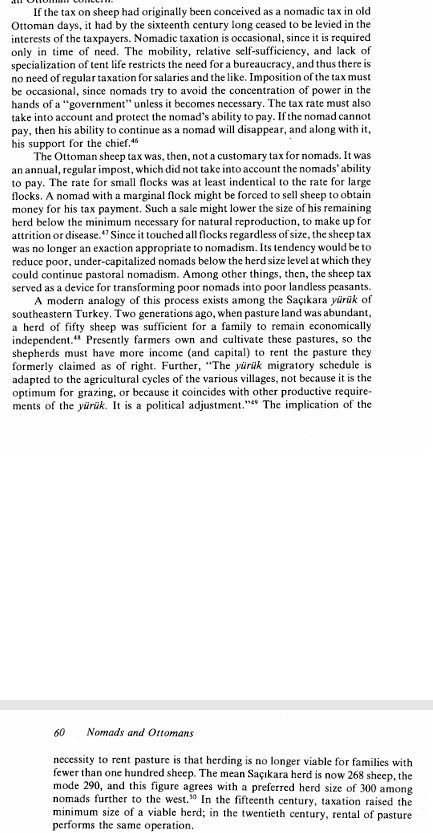 If the tax on sheep had originally been conceived as a nomadic tax in old
Ottoman days, it had by the sixteenth century long ceased to be levied in the
interests of the taxpayers. Nomadic taxation is occasional, since it is required
only in time of need. The mobility, relative self-sufficiency, and lack of
specialization of tent life restricts the need for a bureaucracy, and thus there is
no need of regular taxation for salaries and the like. Imposition of the tax must
be occasional, since nomads try to avoid the concentration of power in the
hands of a “government” unless it becomes necessary. The tax rate must also
take into account and protect the nomad's ability to pay. If the nomad cannot
pay, then his ability to continue as a nomad will disappear, and along with it,
his support for the chief.⁴⁶
The Ottoman sheep tax was, then, not a customary tax for nomads. It was
an annual, regular impost, which did not take into account the nomads' ability
to pay. The rate for small flocks was at least indentical to the rate for large
flocks. A nomad with a marginal flock might be forced to sell sheep to obtain
money for his tax payment. Such a sale might lower the size of his remaining
herd below the minimum necessary for natural reproduction, to make up for
attrition or disease.⁴⁷ Since it touched all flocks regardless of size, the sheep tax
was no longer an exaction appropriate to nomadism. Its tendency would be to
reduce poor, under-capitalized nomads below the herd size level at which they
could continue pastoral nomadism. Among other things, then, the sheep tax
served as a device for transforming poor nomads into poor landless peasants.
A modern analogy of this process exists among the Saçıkara yürük of
southeastern Turkey. Two generations ago, when pasture land was abundant,
a herd of fifty sheep was sufficient for a family to remain economically
independent.⁴⁸ Presently farmers own and cultivate these pastures, so the
shepherds must have more income (and capital) to rent the pasture they
formerly claimed as of right. Further, “The yürük migratory schedule is
adapted to the agricultural cycles of the various villages, not because it is the
optimum for grazing, or because it coincides with other productive require-
ments of the yürük. It is a political adjustment.”⁴⁹ The implication of the
60 Nomads and Ottomans
necessity to rent pasture is that herding is no longer viable for families with
fewer than one hundred sheep. The mean Saçıkara herd is now 268 sheep, the
mode 290, and this figure agrees with a preferred herd size of 300 among
nomads further to the west.⁵⁰ In the fifteenth century, taxation raised the
minimum size of a viable herd; in the twentieth century, rental of pasture
performs the same operation.